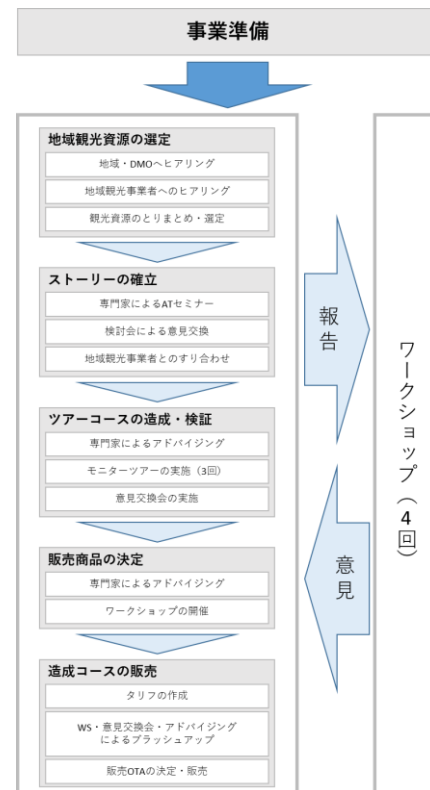 事業準備
地域観光資源の選定
地域・DMOへヒアリング
地域観光事業者へのヒアリング
観光資源のとりまとめ・選定
ストーリーの確立
専門家によるATセミナー
検討会による意見交換
地域観光事業者とのすり合わせ
ツアーコースの造成・検証
専門家によるアドバイジング
モニターツアーの実施（3回）
意見交換会の実施
販売商品の決定
専門家によるアドバイジング
ワークショップの開催
造成コースの販売
タリフの作成
WS・意見交換会・アドバイジング
によるブラッシュアップ
販売OTAの決定・販売
報告
意見
ワークショップ（4回）